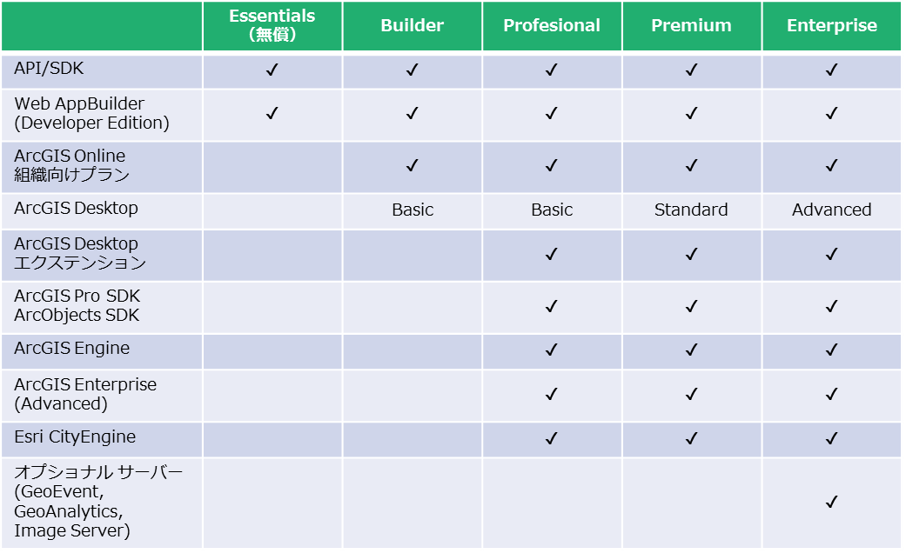 Essentials
（無償）
Builder
Profesional
Premium
Enterprise
API/SDK
✓ ✓ ✓ ✓ ✓
Web AppBuilder
(Developer Edition)
✓ ✓ ✓ ✓ ✓
ArcGIS Online
組織向けプラン
✓ ✓ ✓ ✓
ArcGIS Desktop
Basic
Basic
Standard
Advanced
ArcGIS Desktop
エクステンション
✓ ✓ ✓
ArcGIS Pro SDK
ArcObjects SDK
✓ ✓ ✓
ArcGIS Engine
✓ ✓ ✓
ArcGIS Enterprise
(Advanced)
✓ ✓ ✓
Esri CityEngine
✓ ✓ ✓
オプショナル サーバー
(GeoEvent,
GeoAnalytics,
Image Server)
✓